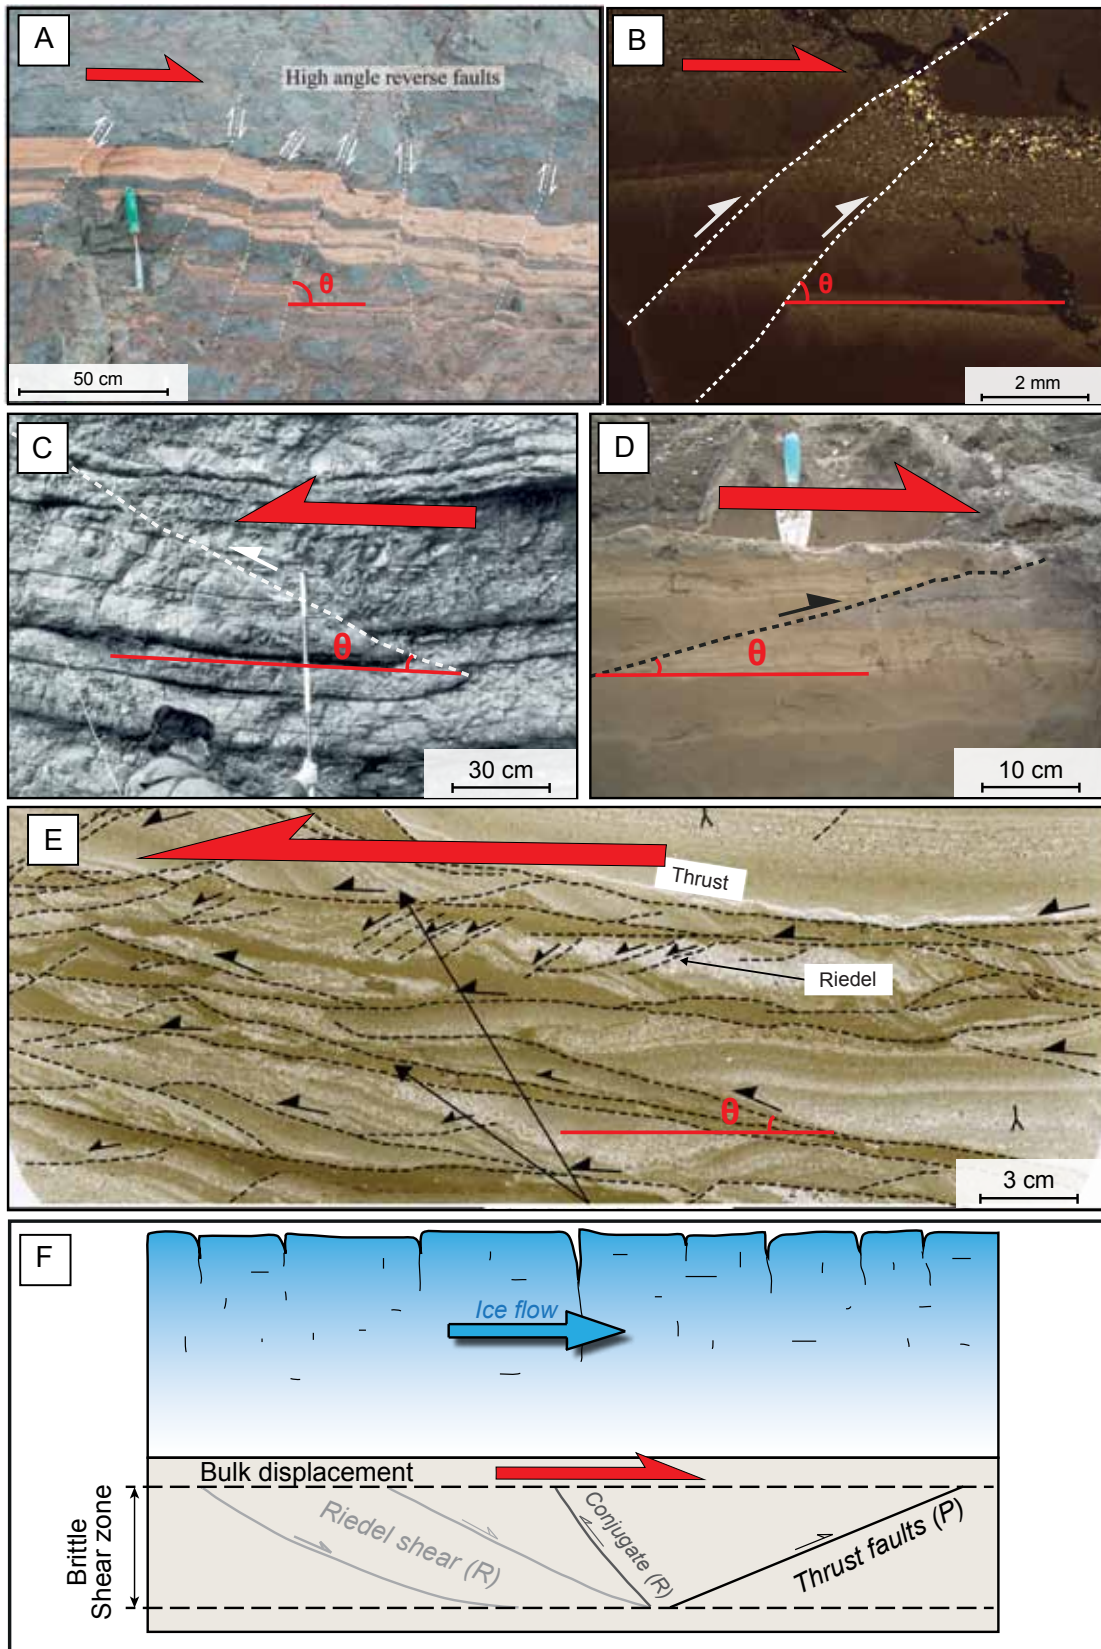 A
High angle reverse faults
θ
50 cm
B
θ
2 mm
C
θ
30 cm
D
θ
10 cm
E
Thrust
Riedel
θ
3 cm
F
Ice flow
Bulk displacement
Brittle
Shear zone
Riedel shear (R)
Conjugate (R)
Thrust faults (P)